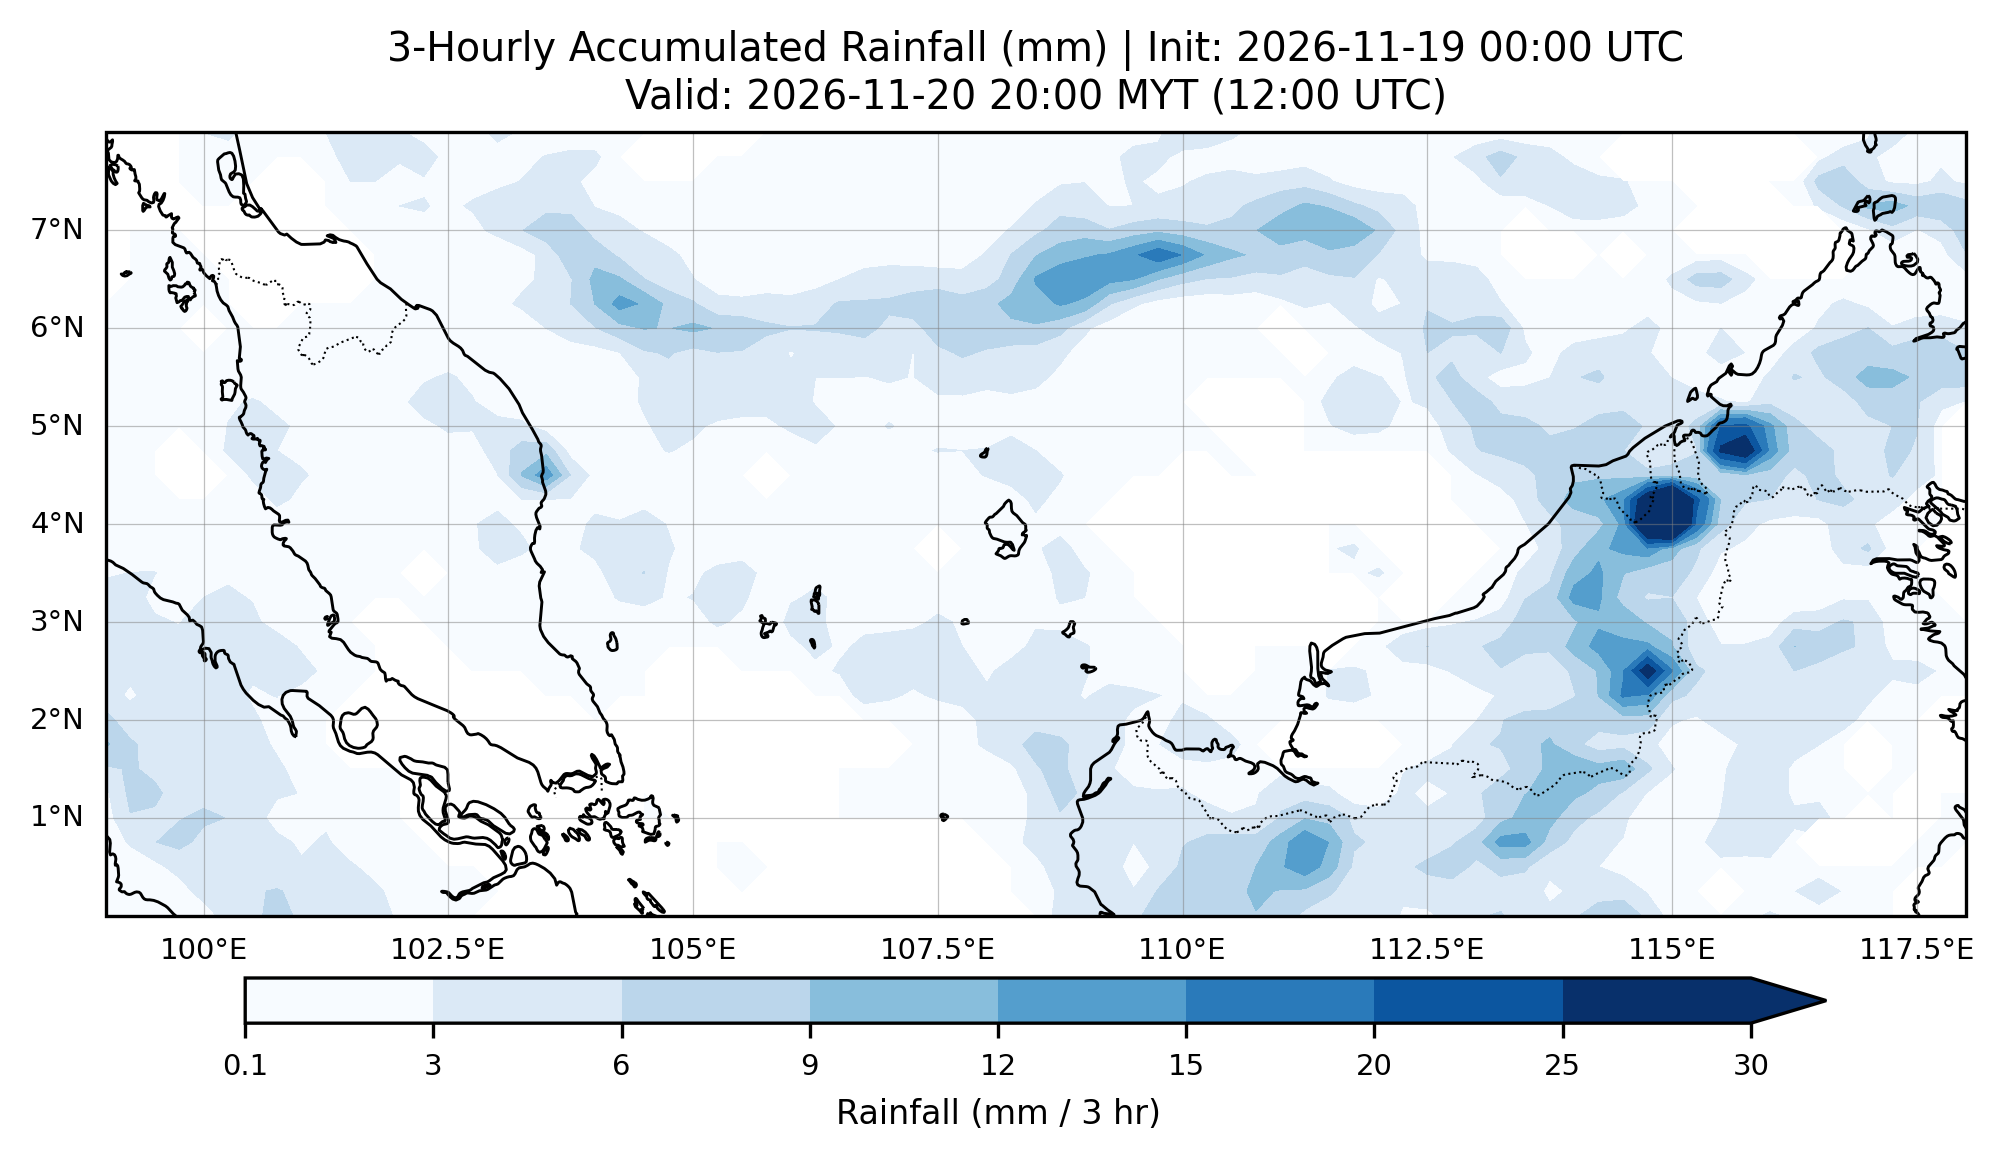 3-Hourly Accumulated Rainfall (mm) | Init: 2026-11-19 00:00 UTC
Valid: 2026-11-20 20:00 MYT (12:00 UTC)
7°N
6°N
5°N
4°N
3°N
2°N
1°N
100°E 102.5°E 105°E 107.5°E 110°E 112.5°E 115°E 117.5°E
0.1 3 6 9 12 15 20 25 30
Rainfall (mm / 3 hr)